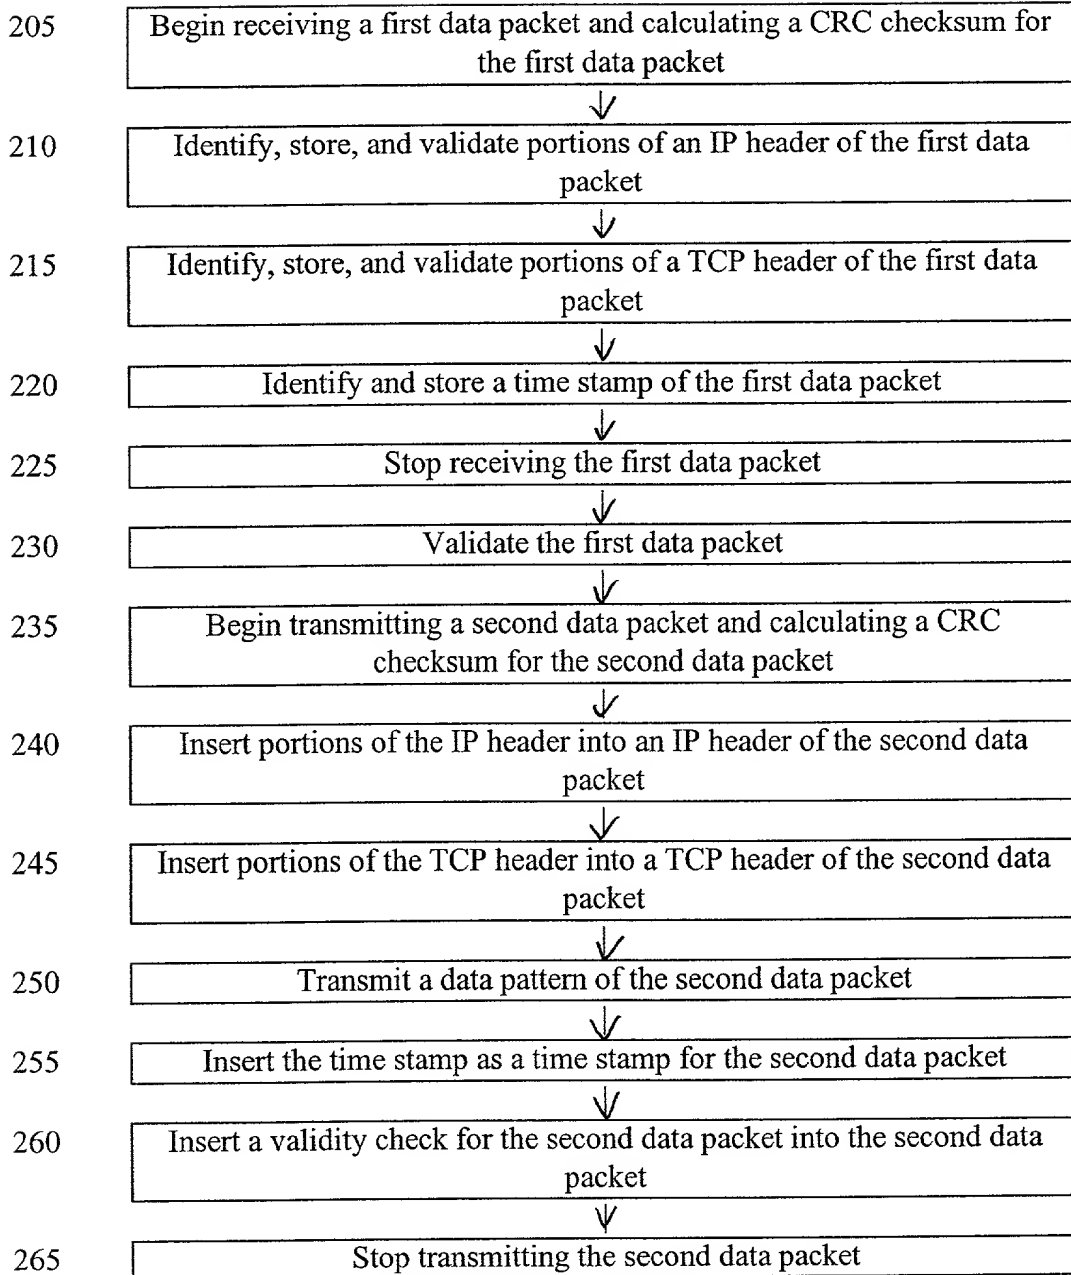 205
Begin receiving a first data packet and calculating a CRC checksum for
the first data packet
210
Identify, store, and validate portions of an IP header of the first data
packet
215
Identify, store, and validate portions of a TCP header of the first data
packet
220
Identify and store a time stamp of the first data packet
225
Stop receiving the first data packet
230
Validate the first data packet
235
Begin transmitting a second data packet and calculating a CRC
checksum for the second data packet
240
Insert portions of the IP header into an IP header of the second data
packet
245
Insert portions of the TCP header into a TCP header of the second data
packet
250
Transmit a data pattern of the second data packet
255
Insert the time stamp as a time stamp for the second data packet
260
Insert a validity check for the second data packet into the second data
packet
265
Stop transmitting the second data packet